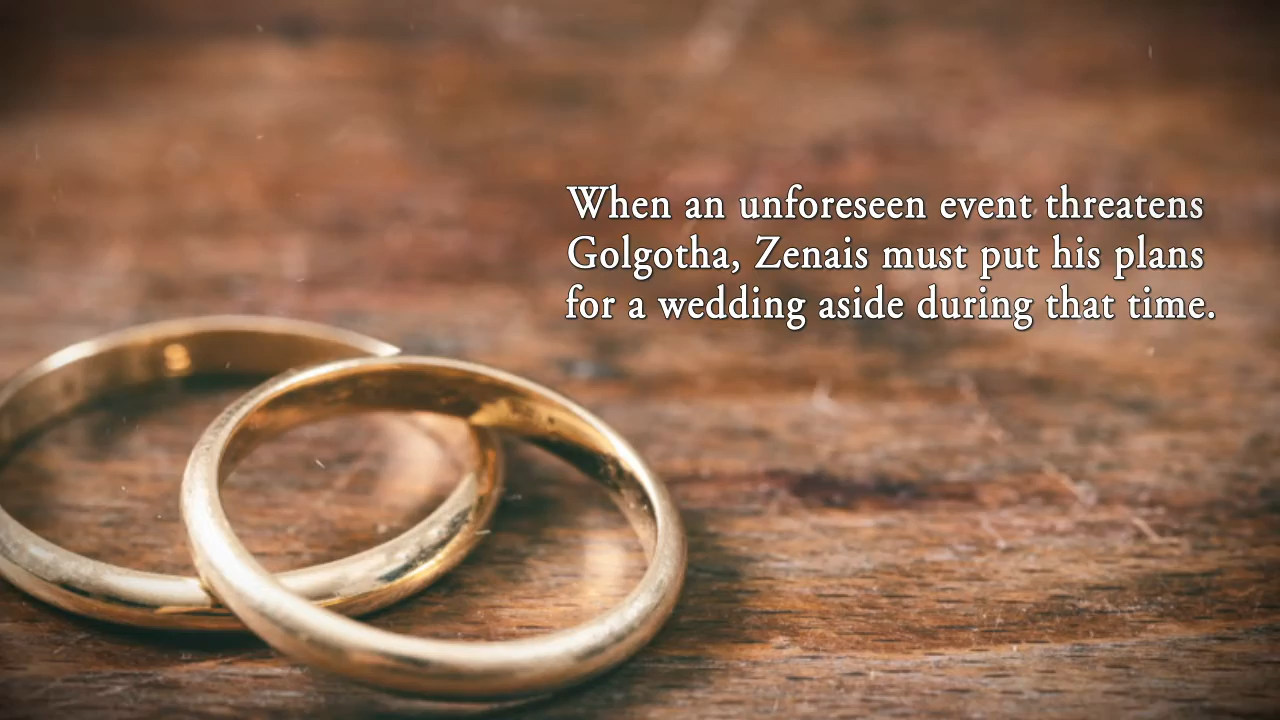 When an unforeseen event threatens
Golgotha, Zenais must put his plans
for a wedding aside during that time.